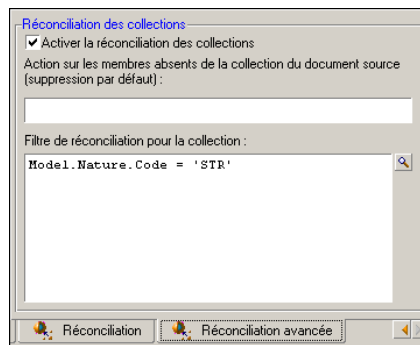 Réconciliation des collections
Activer la réconciliation des collections
Action sur les membres absents de la collection du document source
(suppression par défaut) :
Filtre de réconciliation pour la collection :
Model.Nature.Code = 'STR'
Réconciliation
Réconciliation avancée